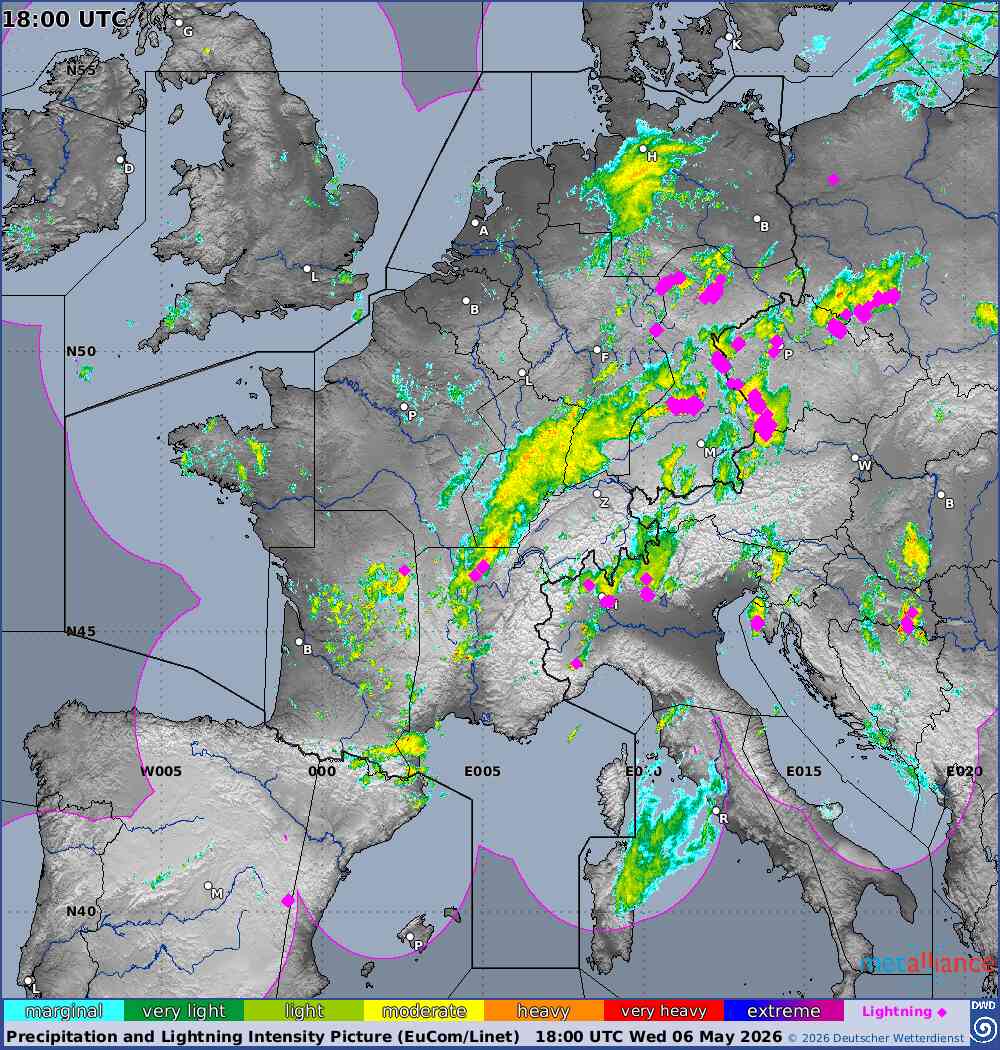 18:00 UTC
G
K
N55
H
D
A
B
L
B
N50
F
P
L
P
M
W
Z
B
N45
B
W005
000
E005
E010
E015
E020
R
M
N40
P
L
metalliance
marginal very light light moderate heavy very heavy extreme Lightning
DWD
Precipitation and Lightning Intensity Picture (EuCom/Linet) 18:00 UTC Wed 06 May 2026 © 2026 Deutscher Wetterdienst